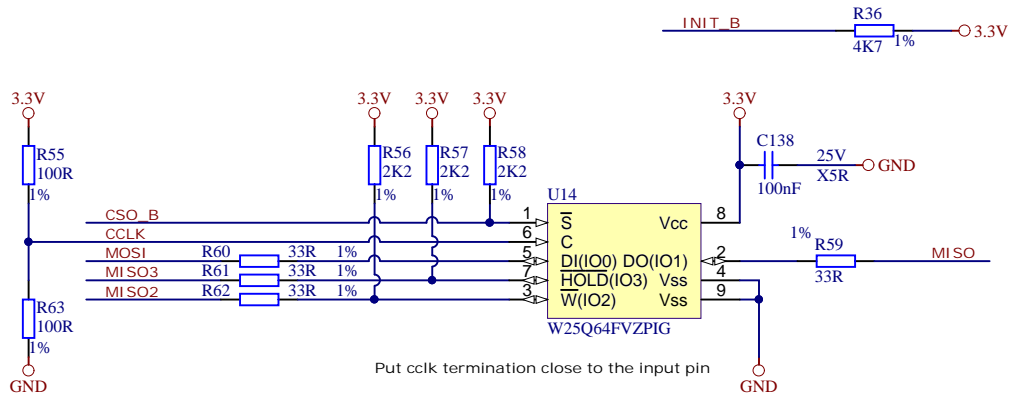 INIT_B
R36
4K7
1%
3.3V
3.3V
3.3V
3.3V
3.3V
3.3V
R55
100R
1%
R56
2K2
1%
R57
2K2
1%
R58
2K2
1%
C138
100nF
25V
X5R
GND
U14
CSO_B
1
S
Vcc
8
CCLK
6
C
MOSI
R60
33R
1%
5
DI(IO0)
DO(IO1)
2
1%
R59
33R
MISO
MISO3
R61
33R
1%
7
HOLD(IO3)
Vss
4
MISO2
R62
33R
1%
3
W(IO2)
Vss
9
R63
100R
1%
W25Q64FVZPIG
Put cclk termination close to the input pin
GND
GND